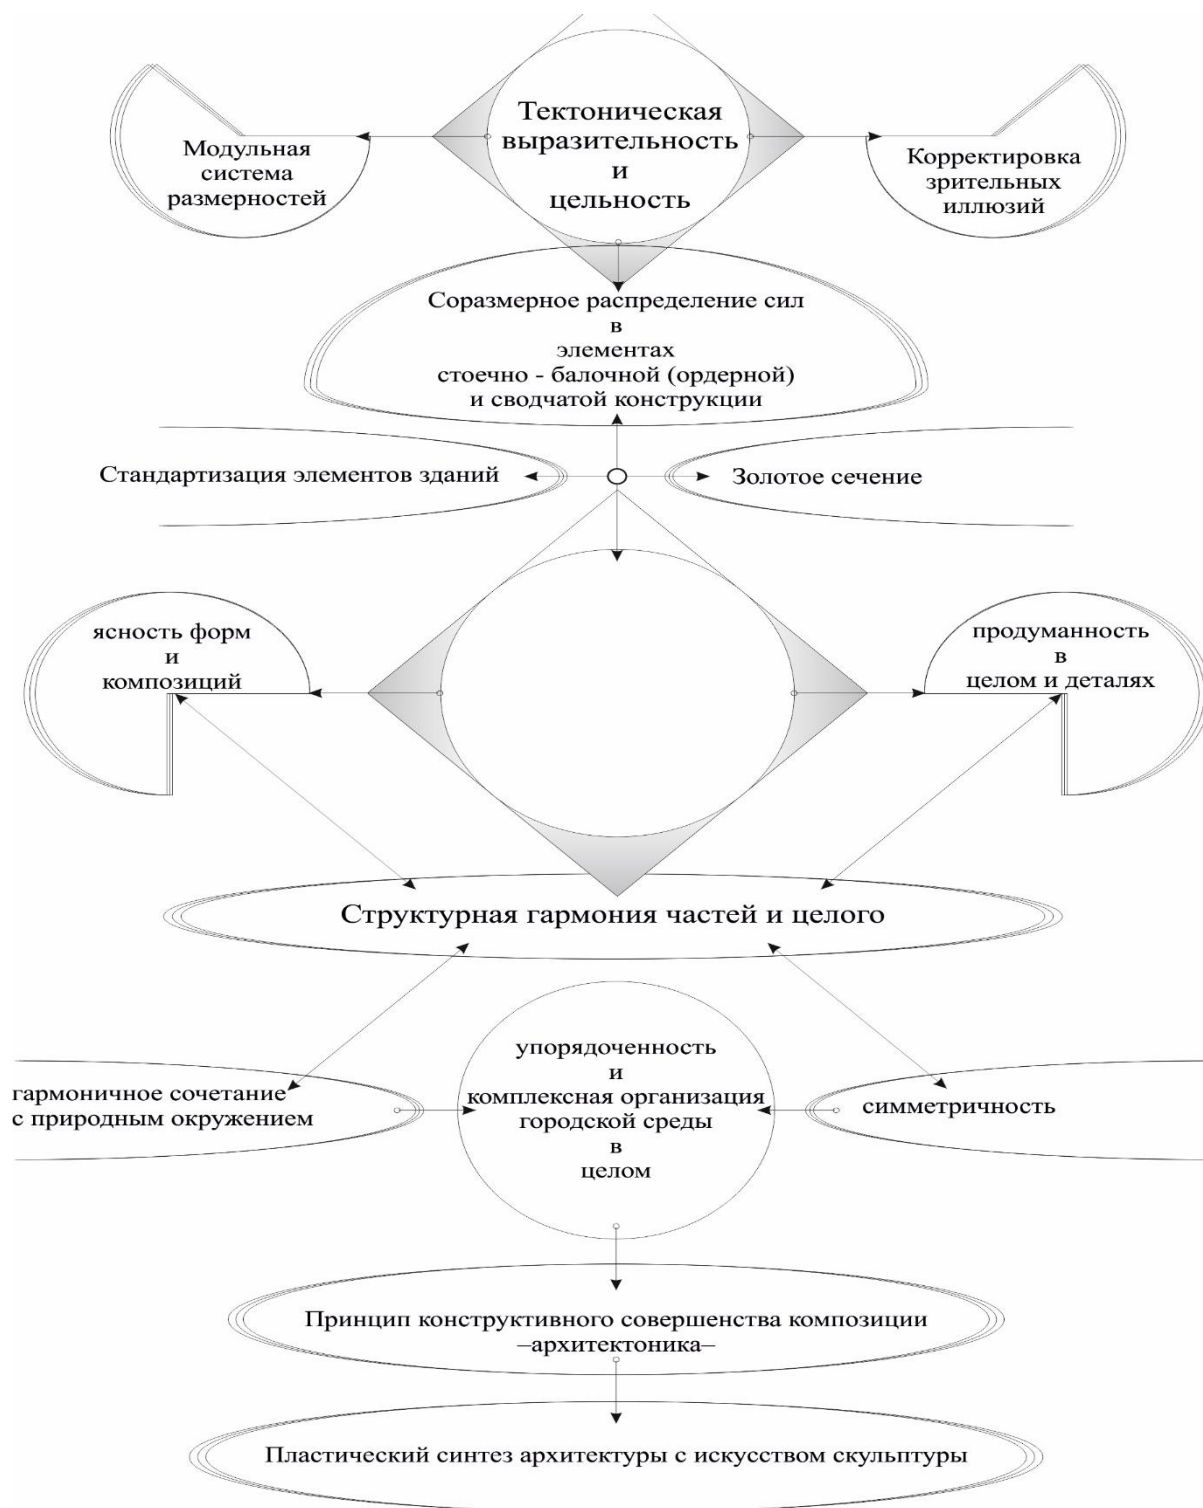 Тектоническая
выразительность
и
цельность
Модульная
система
размерностей
Корректировка
зрительных
иллюзий
Соразмерное распределение сил
в
элементах
стоечно - балочной (ордерной)
и сводчатой конструкции
Стандартизация элементов зданий
Золотое сечение
ясность форм
и
композиций
продуманность
в
целом и деталях
Структурная гармония частей и целого
гармоничное сочетание
с природным окружением
упорядоченность
и
комплексная организация
городской среды
в
целом
симметричность
Принцип конструктивного совершенства композиции
–архитектоника–
Пластический синтез архитектуры с искусством скульптуры